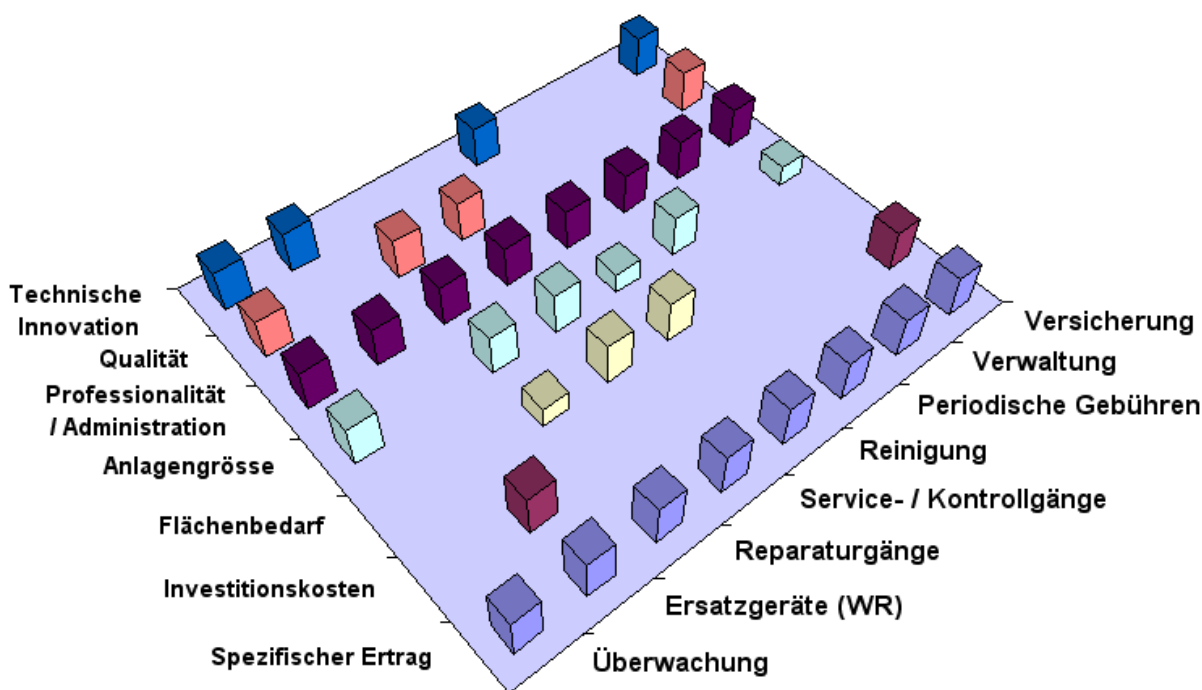 Technische
Innovation
Qualität
Professionalität
/ Administration
Anlagengrösse
Flächenbedarf
Investitionskosten
Spezifischer Ertrag
Versicherung
Verwaltung
Periodische Gebühren
Reinigung
Service- / Kontrollgänge
Reparaturgänge
Ersatzgeräte (WR)
Überwachung